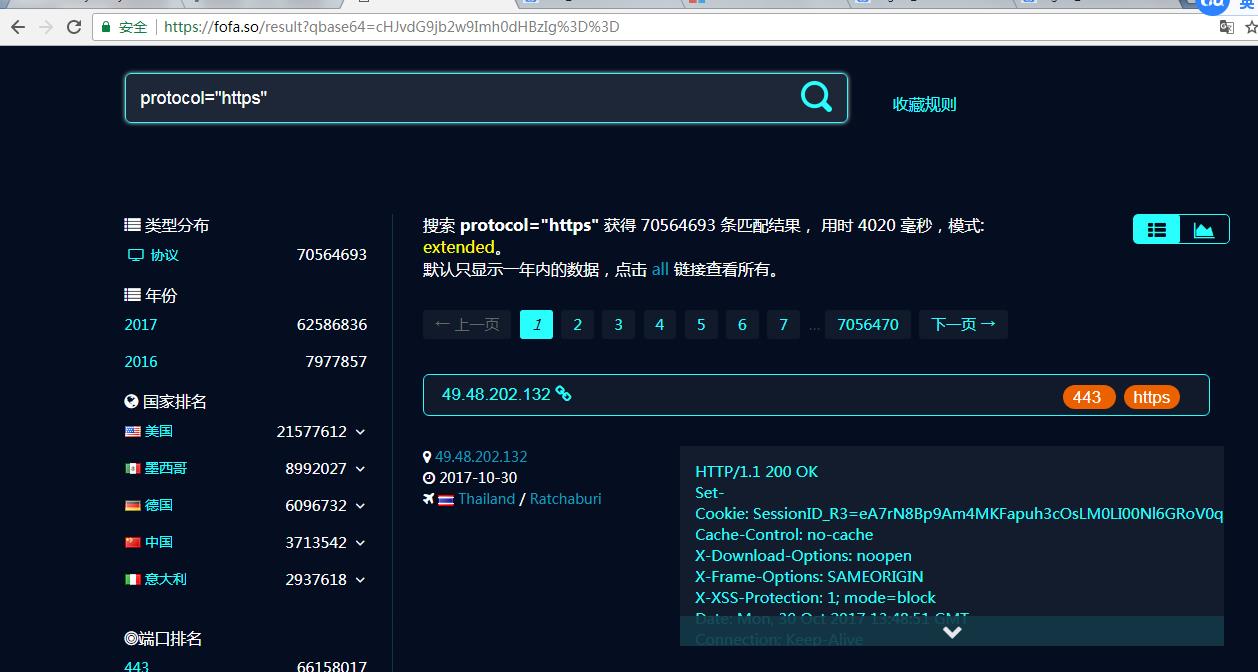 安全 https://fofa.so/result?qbase64=cHJvdG9jb2w9Imh0dHBzIg%3D%3D
protocol="https"
收藏规则
类型分布
协议 70564693
年份
2017 62586836
2016 7977857
国家排名
美国 21577612
墨西哥 8992027
德国 6096732
中国 3713542
意大利 2937618
端口排名
443 66158017
搜索 protocol="https" 获得 70564693 条匹配结果，用时 4020 毫秒，模式:
extended。
默认只显示一年内的数据，点击 all 链接查看所有。
← 上一页 1 2 3 4 5 6 7 ... 7056470 下一页 →
49.48.202.132 443 https
49.48.202.132
2017-10-30
Thailand / Ratchaburi
HTTP/1.1 200 OK
Set-
Cookie: SessionID_R3=eA7rN8Bp9Am4MKFapuh3cOsLM0LI00Nl6GRoV0q
Cache-Control: no-cache
X-Download-Options: noopen
X-Frame-Options: SAMEORIGIN
X-XSS-Protection: 1; mode=block
Date: Mon, 30 Oct 2017 13:48:51 GMT
Connection: Keep-Alive